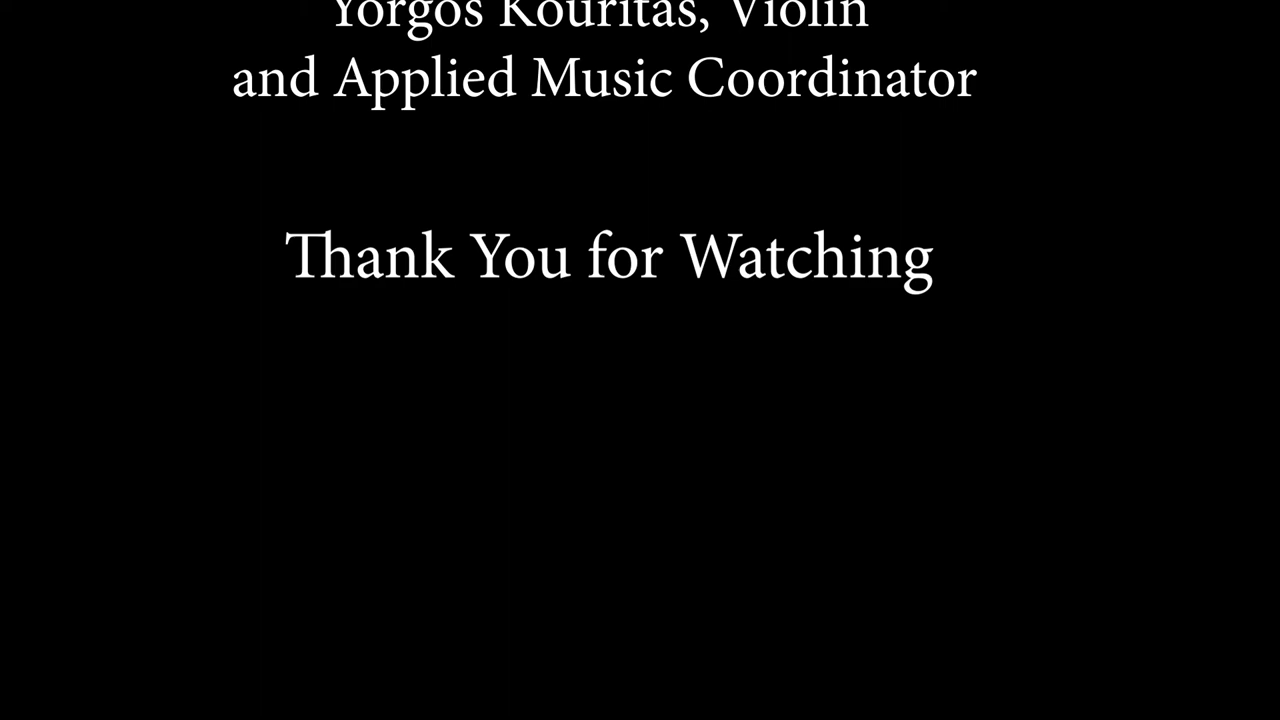 Yorgos Kouritas, Violin
and Applied Music Coordinator
Thank You for Watching